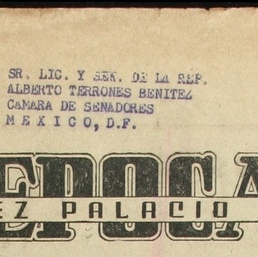 SR. LIC. Y SEN. DE LA REP.
ALBERTO TERRONES BENITEZ
CAMARA DE SENADORES
MEXICO, D.F.
EPOCA
EZ PALACIO